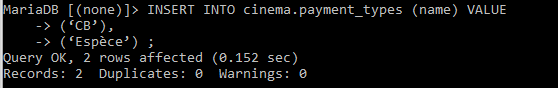 MariaDB [(none)]> INSERT INTO cinema.payment_types (name) VALUE
-> (‘CB’),
-> (‘Espèce’) ;
Query OK, 2 rows affected (0.152 sec)
Records: 2  Duplicates: 0  Warnings: 0